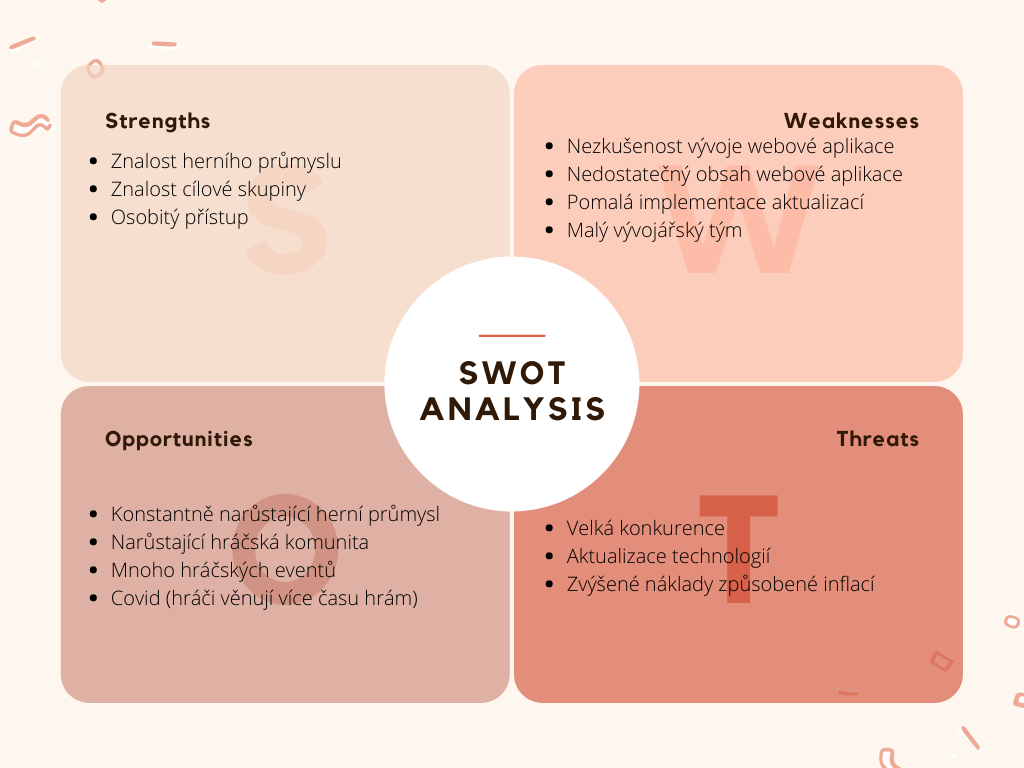 Strengths
• Znalost herního průmyslu
• Znalost cílové skupiny
• Osobitý přístup
S
Weaknesses
• Nezkušenost vývoje webové aplikace
• Nedostatečný obsah webové aplikace
• Pomalá implementace aktualizací
• Malý vývojářský tým
W
SWOT
ANALYSIS
Opportunities
• Konstantně narůstající herní průmysl
• Narůstající hráčská komunita
• Mnoho hráčských eventů
• Covid (hráči věnují více času hrám)
O
Threats
• Velká konkurence
• Aktualizace technologií
• Zvýšené náklady způsobené inflací
T